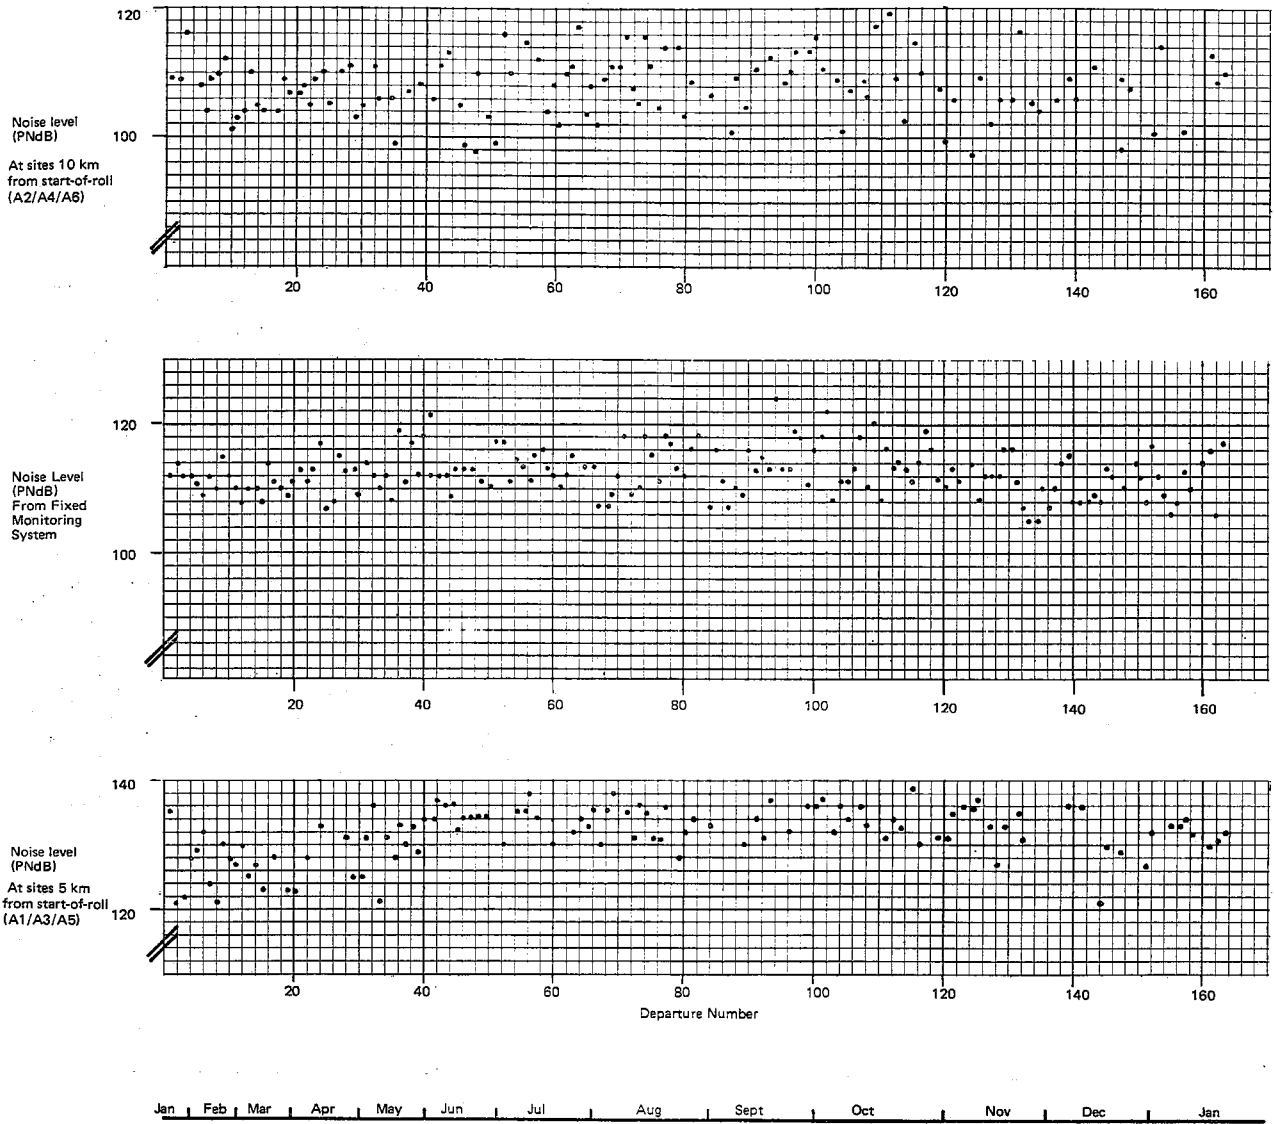 120
Noise level
(PNdB)
100
At sites 10 km
from start-of-roll
(A2/A4/A6)
20 40 60 80 100 120 140 160
120
Noise Level
(PNdB)
From Fixed
Monitoring
System
100
20 40 60 80 100 120 140 160
140
Noise level
(PNdB)
At sites 5 km
from start-of-roll
(A1/A3/A5)
120
20 40 60 80 100 120 140 160
Departure Number
Jan Feb Mar Apr May Jun Jul Aug Sept Oct Nov Dec Jan